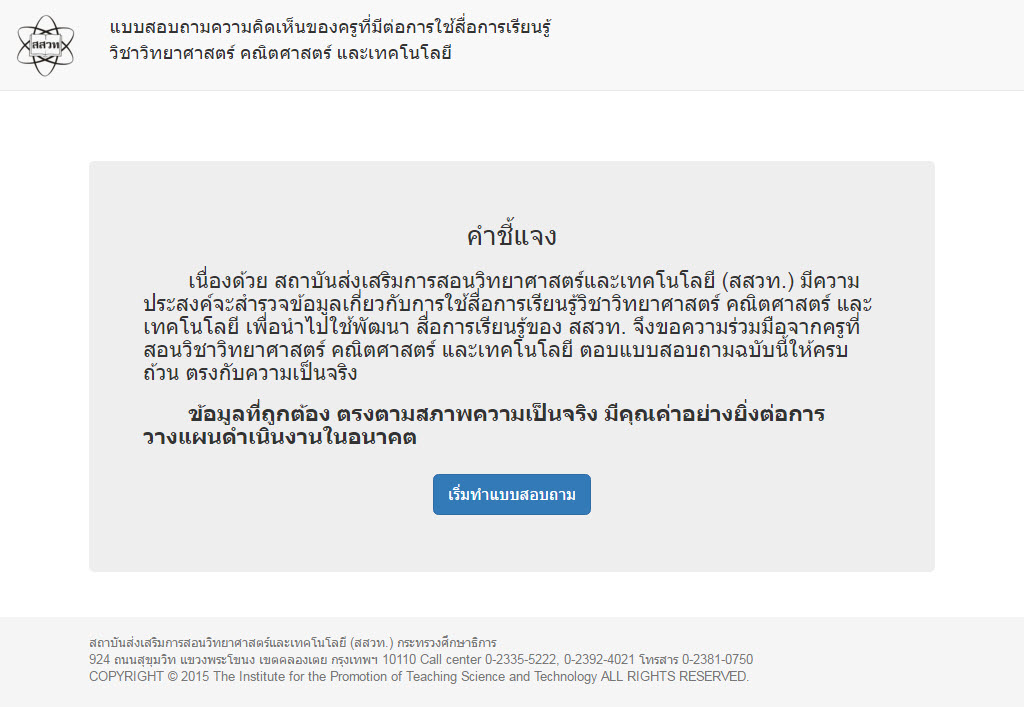 สสวท
แบบสอบถามความคิดเห็นของครูที่มีต่อการใช้สื่อการเรียนรู้
วิชาวิทยาศาสตร์ คณิตศาสตร์ และเทคโนโลยี
คำชี้แจง
เนื่องด้วย สถาบันส่งเสริมการสอนวิทยาศาสตร์และเทคโนโลยี (สสวท.) มีความ
ประสงค์จะสำรวจข้อมูลเกี่ยวกับการใช้สื่อการเรียนรู้วิชาวิทยาศาสตร์ คณิตศาสตร์ และ
เทคโนโลยี เพื่อนำไปใช้พัฒนา สื่อการเรียนรู้ของ สสวท. จึงขอความร่วมมือจากครูที่
สอนวิชาวิทยาศาสตร์ คณิตศาสตร์ และเทคโนโลยี ตอบแบบสอบถามฉบับนี้ให้ครบ
ถ้วน ตรงกับความเป็นจริง
ข้อมูลที่ถูกต้อง ตรงตามสภาพความเป็นจริง มีคุณค่าอย่างยิ่งต่อการ
วางแผนดำเนินงานในอนาคต
เริ่มทำแบบสอบถาม
สถาบันส่งเสริมการสอนวิทยาศาสตร์และเทคโนโลยี (สสวท.) กระทรวงศึกษาธิการ
924 ถนนสุขุมวิท แขวงพระโขนง เขตคลองเตย กรุงเทพฯ 10110 Call center 0-2335-5222, 0-2392-4021 โทรสาร 0-2381-0750
COPYRIGHT © 2015 The Institute for the Promotion of Teaching Science and Technology ALL RIGHTS RESERVED.